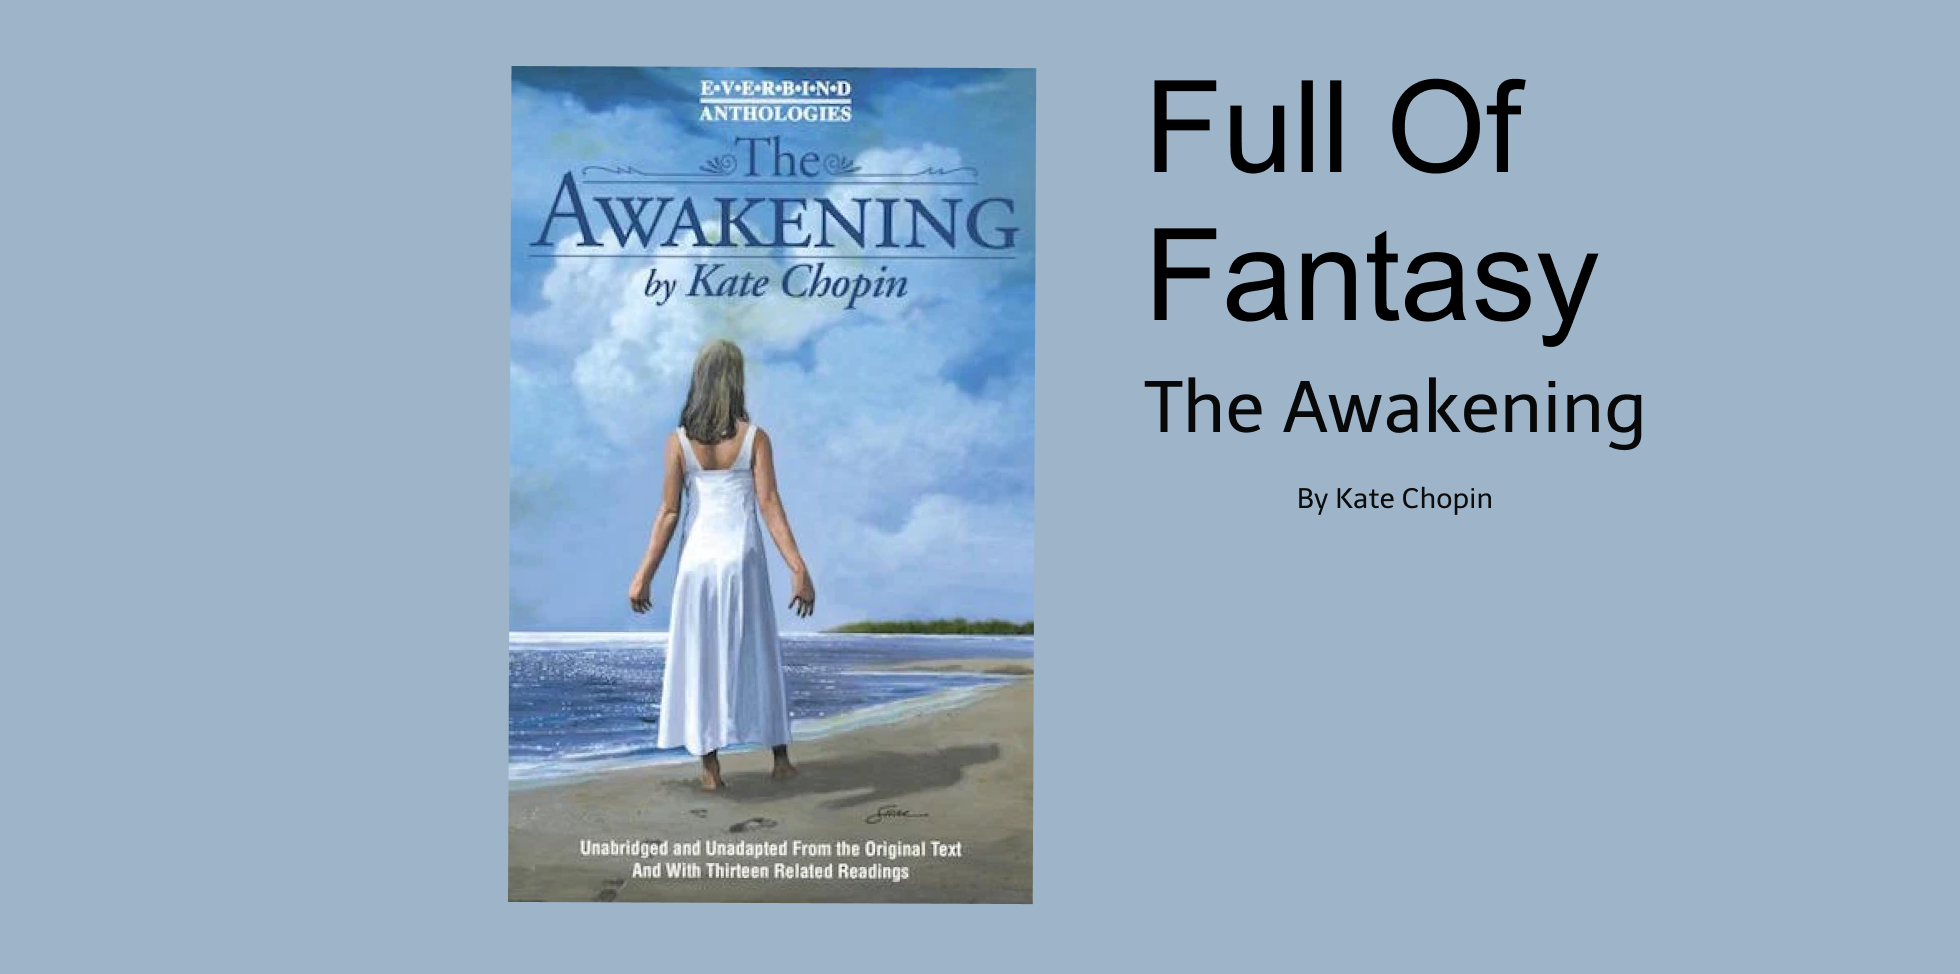 E•V•E•R•B•I•N•D
ANTHOLOGIES
The
AWAKENING
by Kate Chopin
Unabridged and Unadapted From the Original Text
And With Thirteen Related Readings
Full Of
Fantasy
The Awakening
By Kate Chopin